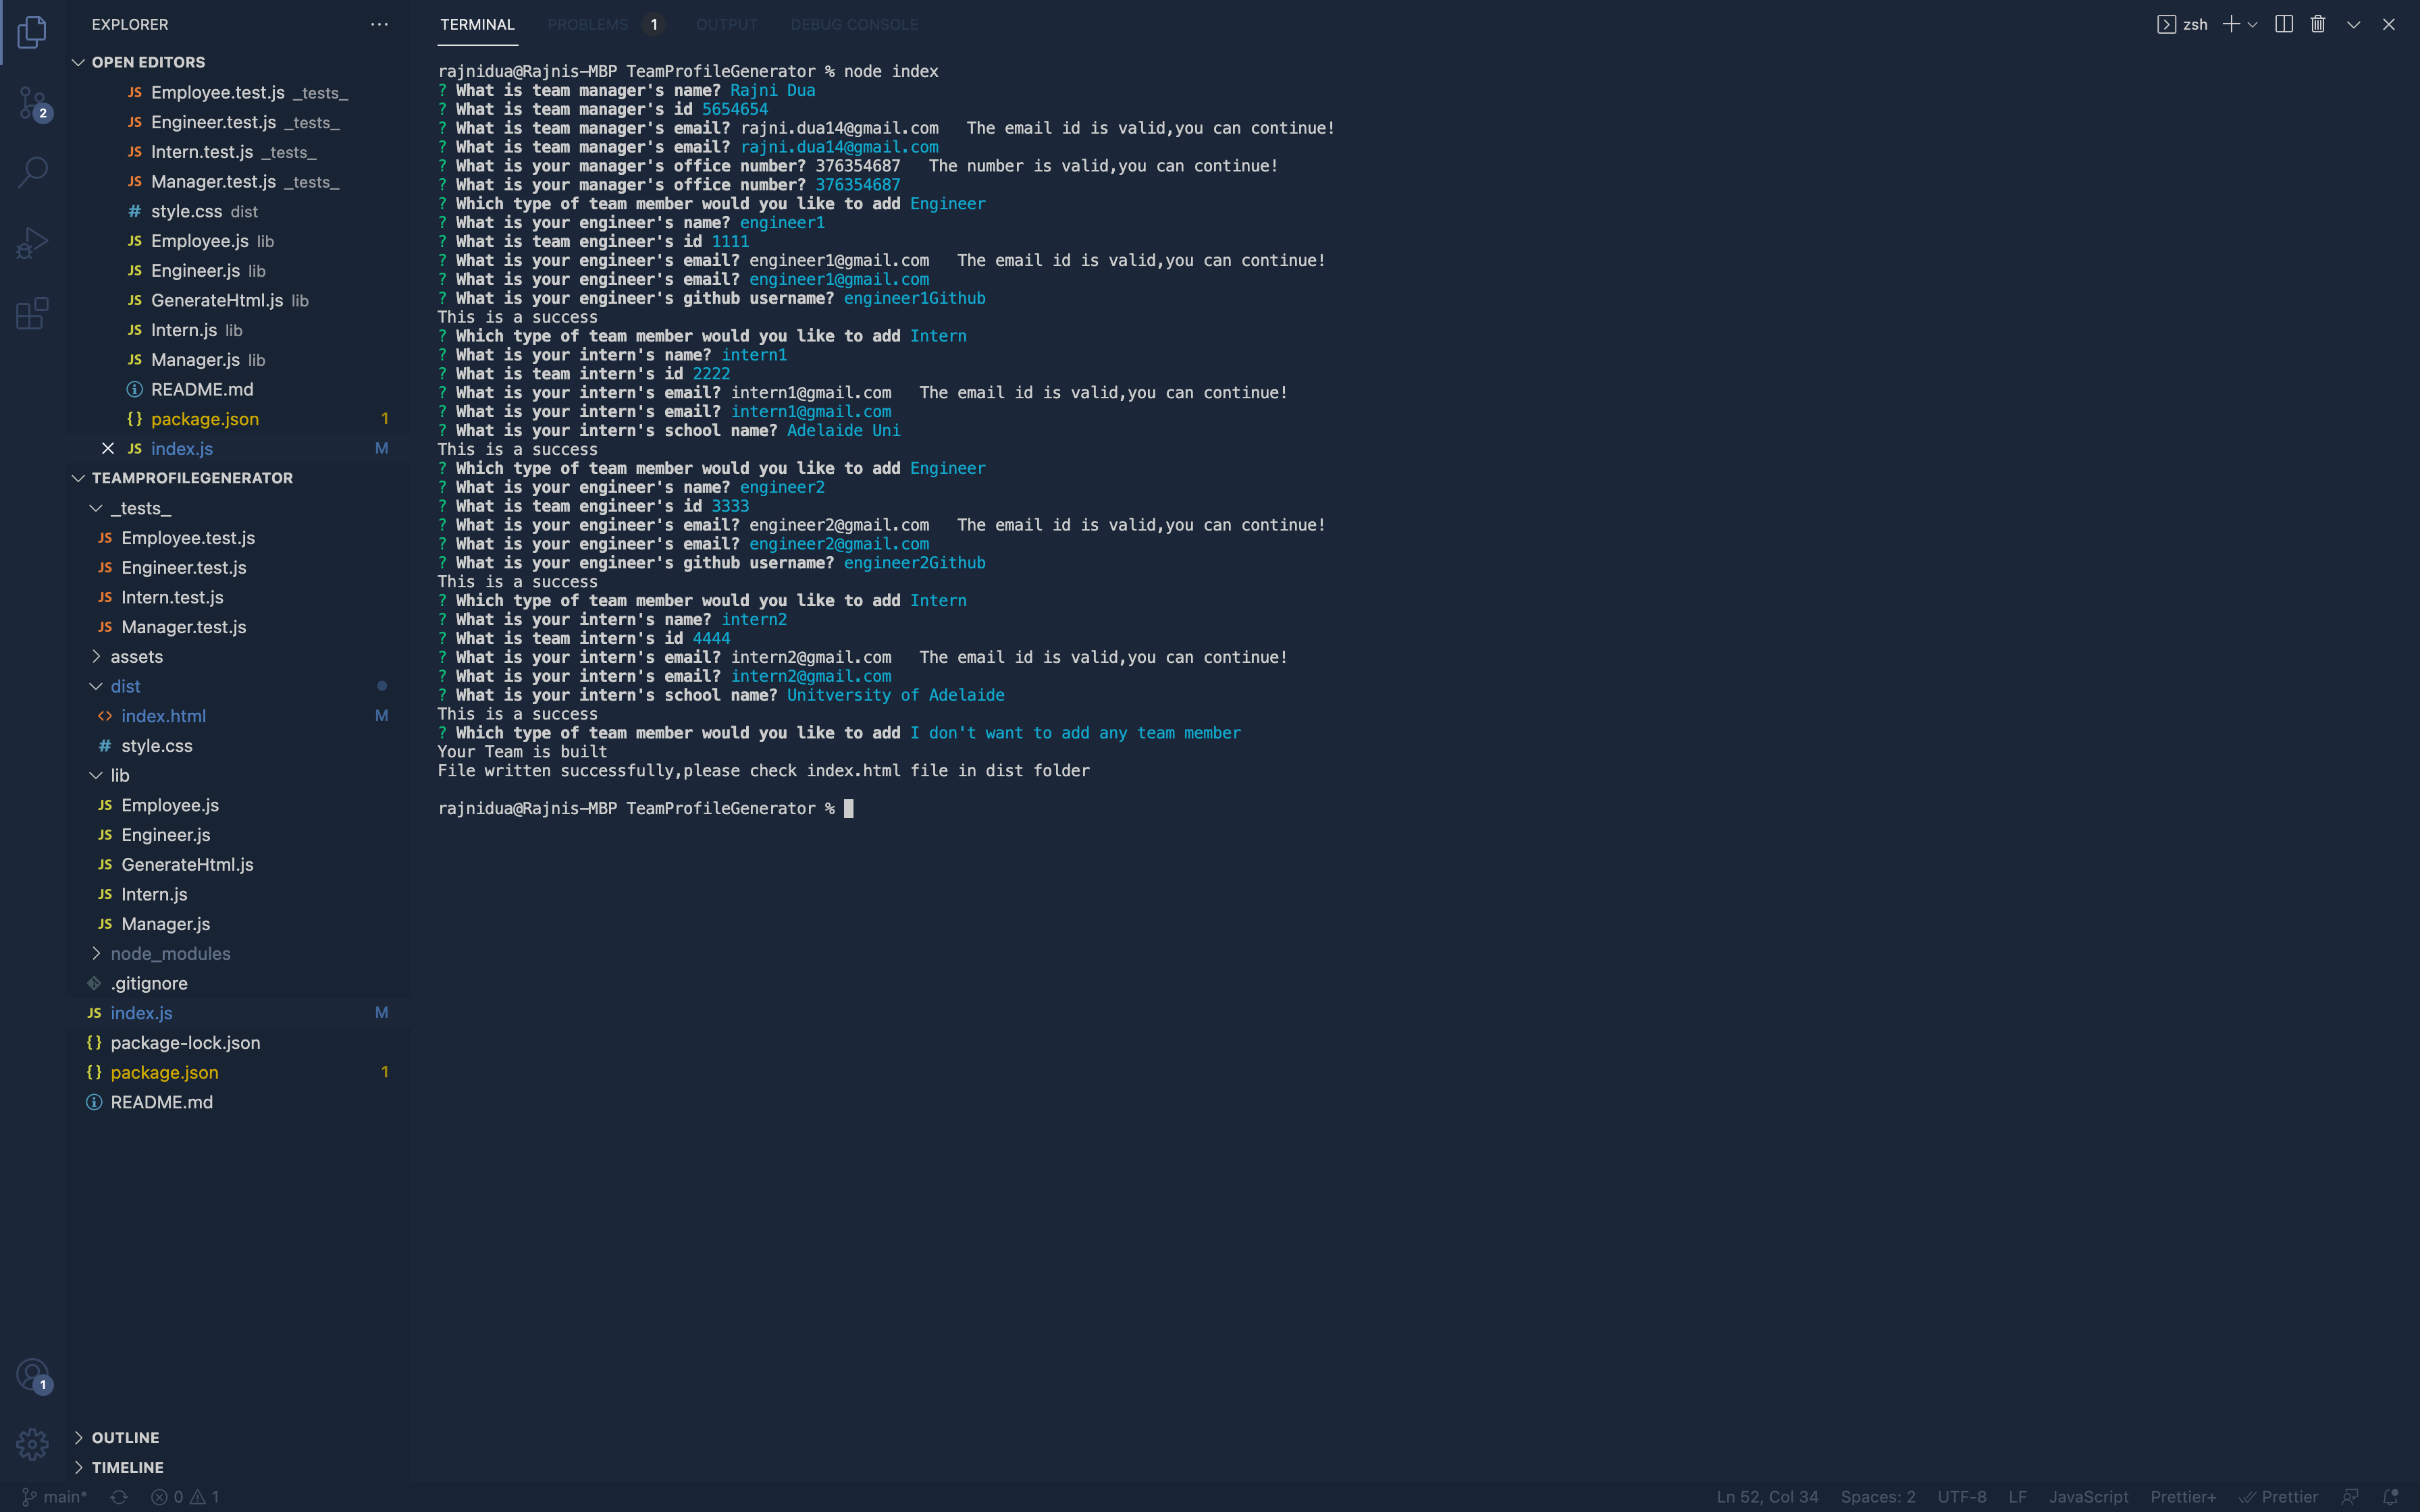 EXPLORER
OPEN EDITORS
JS Employee.test.js _tests_
JS Engineer.test.js _tests_
JS Intern.test.js _tests_
JS Manager.test.js _tests_
# style.css dist
JS Employee.js lib
JS Engineer.js lib
JS GenerateHtml.js lib
JS Intern.js lib
JS Manager.js lib
README.md
{} package.json 1
JS index.js M
TEAMPROFILEGENERATOR
_tests_
JS Employee.test.js
JS Engineer.test.js
JS Intern.test.js
JS Manager.test.js
assets
dist
<> index.html M
# style.css
lib
JS Employee.js
JS Engineer.js
JS GenerateHtml.js
JS Intern.js
JS Manager.js
node_modules
.gitignore
JS index.js M
{} package-lock.json
{} package.json 1
README.md
OUTLINE
TIMELINE
2
1
TERMINAL PROBLEMS 1 OUTPUT DEBUG CONSOLE
zsh
rajnidua@Rajnis-MBP TeamProfileGenerator % node index
? What is team manager's name? Rajni Dua
? What is team manager's id 5654654
? What is team manager's email? rajni.dua14@gmail.com   The email id is valid,you can continue!
? What is team manager's email? rajni.dua14@gmail.com
? What is your manager's office number? 376354687   The number is valid,you can continue!
? What is your manager's office number? 376354687
? Which type of team member would you like to add Engineer
? What is your engineer's name? engineer1
? What is team engineer's id 1111
? What is your engineer's email? engineer1@gmail.com   The email id is valid,you can continue!
? What is your engineer's email? engineer1@gmail.com
? What is your engineer's github username? engineer1Github
This is a success
? Which type of team member would you like to add Intern
? What is your intern's name? intern1
? What is team intern's id 2222
? What is your intern's email? intern1@gmail.com   The email id is valid,you can continue!
? What is your intern's email? intern1@gmail.com
? What is your intern's school name? Adelaide Uni
This is a success
? Which type of team member would you like to add Engineer
? What is your engineer's name? engineer2
? What is team engineer's id 3333
? What is your engineer's email? engineer2@gmail.com   The email id is valid,you can continue!
? What is your engineer's email? engineer2@gmail.com
? What is your engineer's github username? engineer2Github
This is a success
? Which type of team member would you like to add Intern
? What is your intern's name? intern2
? What is team intern's id 4444
? What is your intern's email? intern2@gmail.com   The email id is valid,you can continue!
? What is your intern's email? intern2@gmail.com
? What is your intern's school name? Unitversity of Adelaide
This is a success
? Which type of team member would you like to add I don't want to add any team member
Your Team is built
File written successfully,please check index.html file in dist folder
rajnidua@Rajnis-MBP TeamProfileGenerator %
main* 0 1 Ln 52, Col 34 Spaces: 2 UTF-8 LF JavaScript Prettier+ Prettier